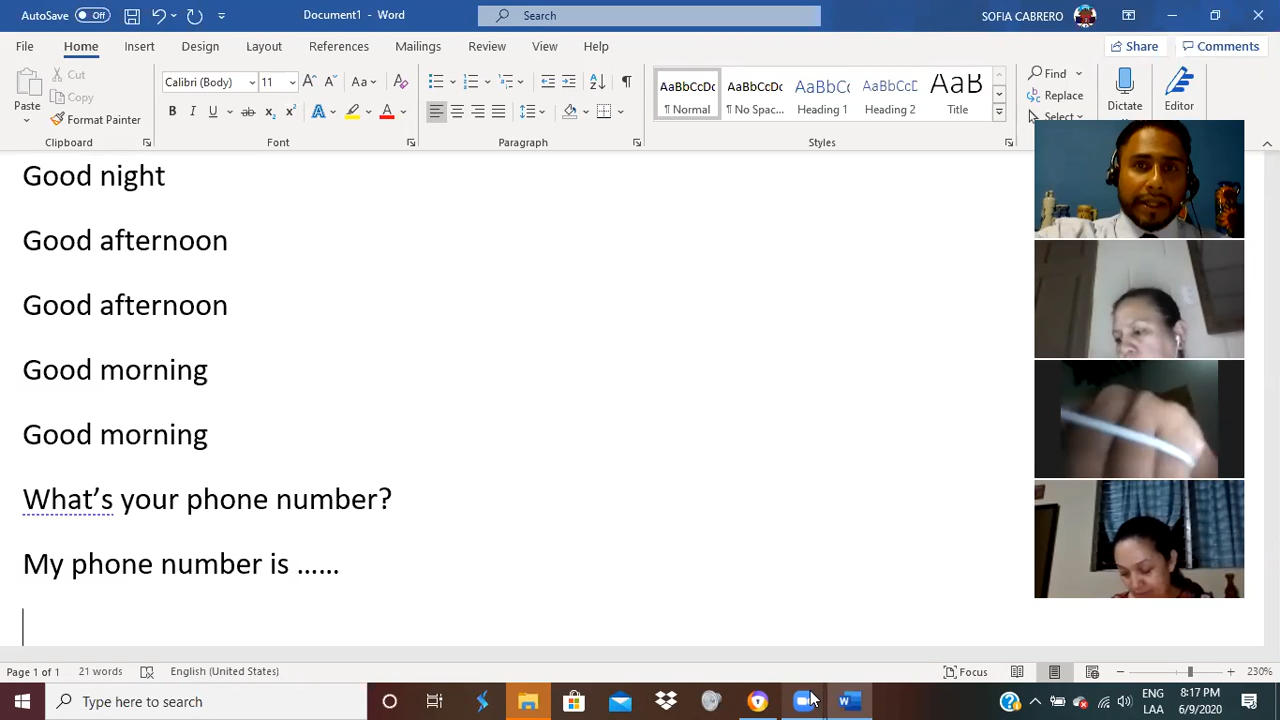 AutoSave Off Document1 - Word Search SOFIA CABRERO
File Home Insert Design Layout References Mailings Review View Help Share Comments
Paste Cut Copy Format Painter
Calibri (Body) 11
AaBbCcDc AaBbCcDc AaBbCc AaBbCcE AaB
¶ Normal ¶ No Spac... Heading 1 Heading 2 Title
Find Replace Select Dictate Editor
Clipboard Font Paragraph Styles
Good night
Good afternoon
Good afternoon
Good morning
Good morning
What’s your phone number?
My phone number is ……
Page 1 of 1 21 words English (United States) Focus 230%
Type here to search ENG LAA 8:17 PM 6/9/2020